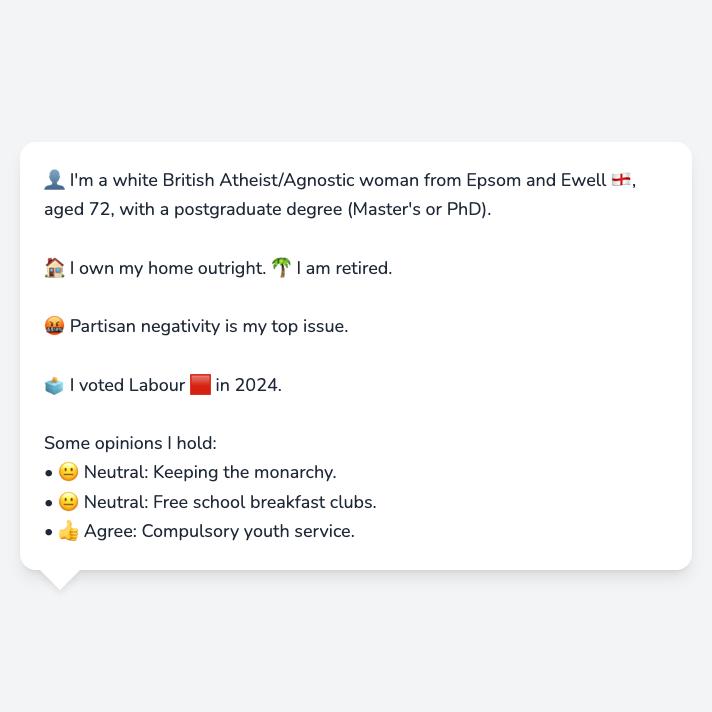 👤 I'm a white British Atheist/Agnostic woman from Epsom and Ewell 🏴󠁧󠁢󠁥󠁮󠁧󠁿,
aged 72, with a postgraduate degree (Master's or PhD).
🏠 I own my home outright. 🌴 I am retired.
🤬 Partisan negativity is my top issue.
🗳️ I voted Labour 🟥 in 2024.
Some opinions I hold:
• 😐 Neutral: Keeping the monarchy.
• 😐 Neutral: Free school breakfast clubs.
• 👍 Agree: Compulsory youth service.